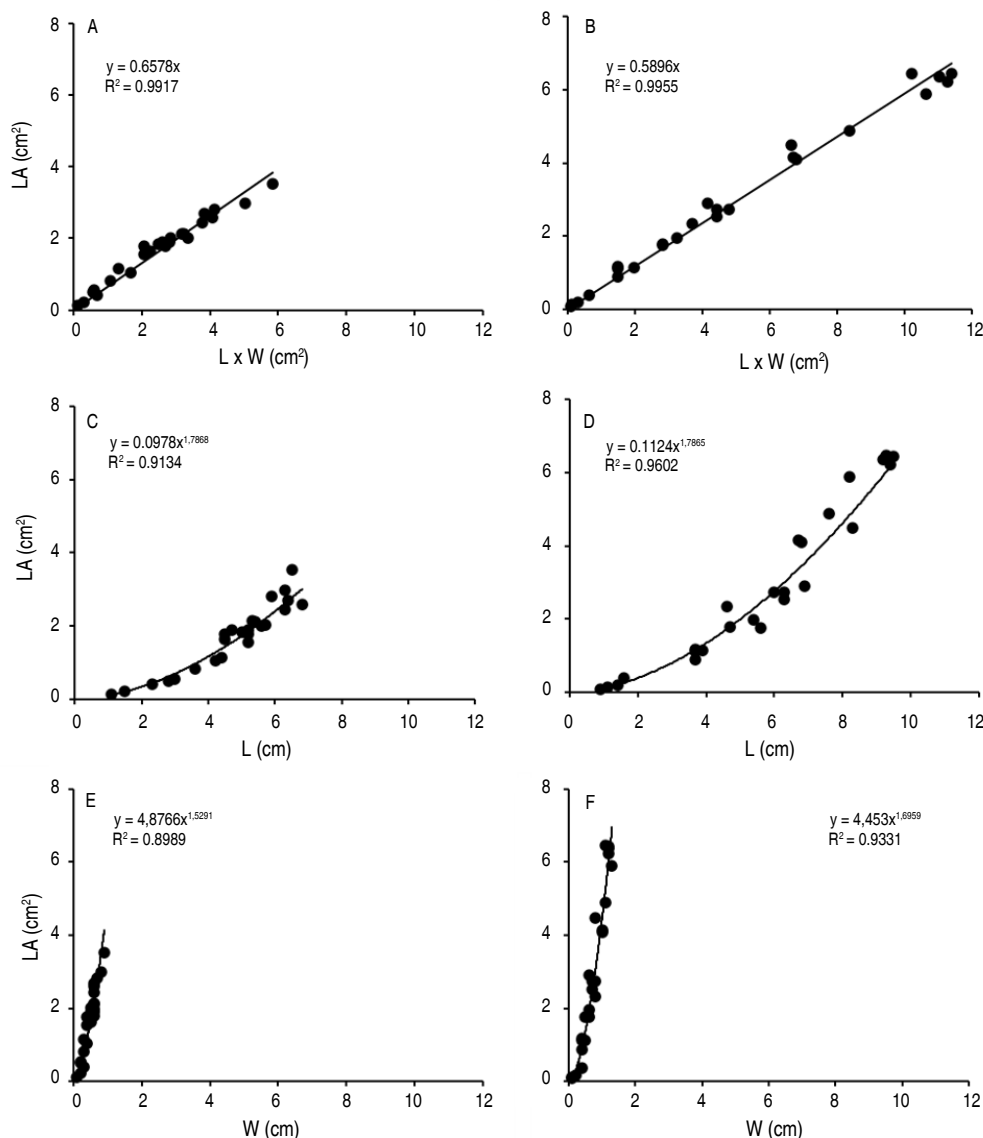 A
y = 0.6578x
R² = 0.9917
LA (cm²)
8
6
4
2
0
0 2 4 6 8 10 12
L x W (cm²)
B
y = 0.5896x
R² = 0.9955
8
6
4
2
0
0 2 4 6 8 10 12
L x W (cm²)
C
y = 0.0978x^1,7868
R² = 0.9134
LA (cm²)
8
6
4
2
0
0 2 4 6 8 10 12
L (cm)
D
y = 0.1124x^1,7865
R² = 0.9602
8
6
4
2
0
0 2 4 6 8 10 12
L (cm)
E
y = 4,8766x^1,5291
R² = 0.8989
LA (cm²)
8
6
4
2
0
0 2 4 6 8 10 12
W (cm)
F
y = 4,453x^1,6959
R² = 0.9331
8
6
4
2
0
0 2 4 6 8 10 12
W (cm)